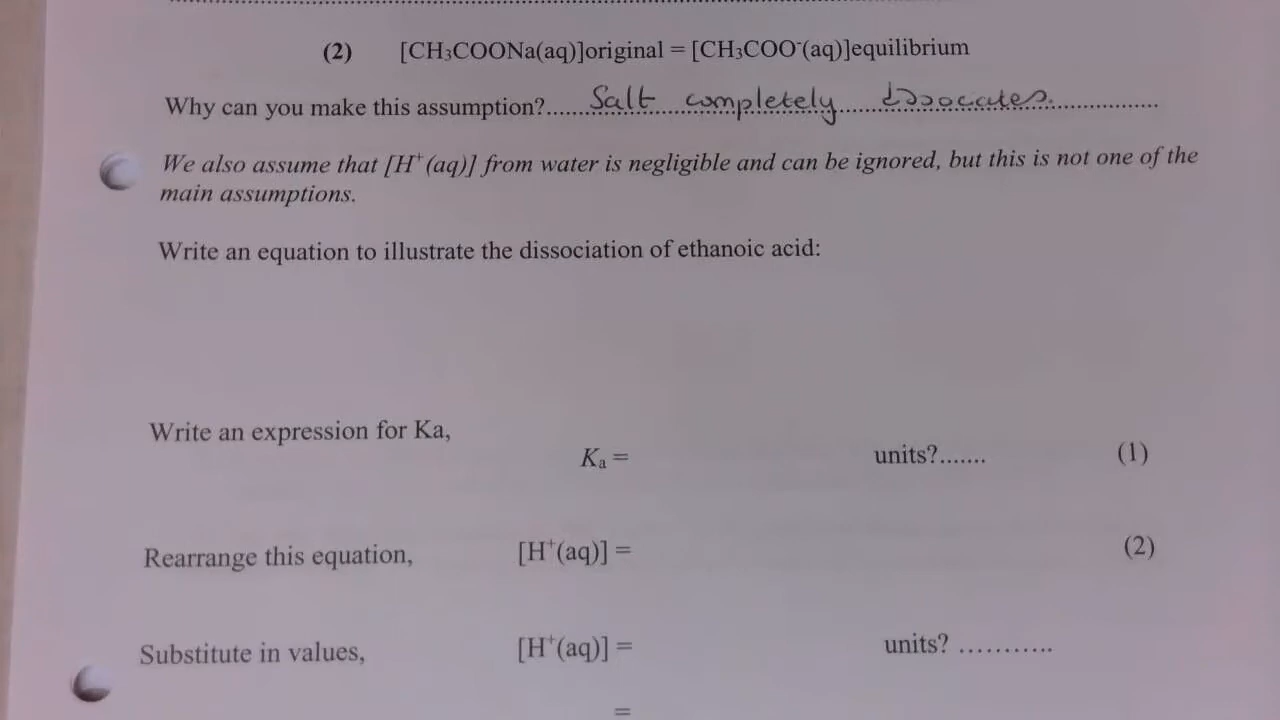 (2) [CH₃COONa(aq)]original = [CH₃COO⁻(aq)]equilibrium
Why can you make this assumption?.....Salt completely dissociates.
We also assume that [H⁺(aq)] from water is negligible and can be ignored, but this is not one of the
main assumptions.
Write an equation to illustrate the dissociation of ethanoic acid:
Write an expression for Ka,
Kₐ = units?....... (1)
Rearrange this equation, [H⁺(aq)] = (2)
Substitute in values, [H⁺(aq)] = units? ...........
=